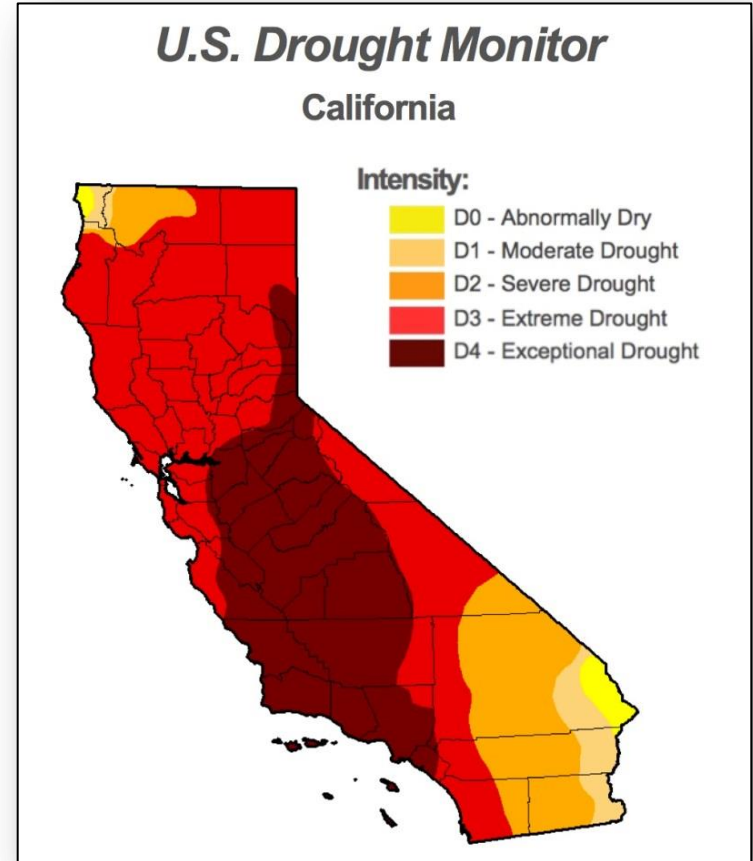 U.S. Drought Monitor
California
Intensity:
D0 - Abnormally Dry
D1 - Moderate Drought
D2 - Severe Drought
D3 - Extreme Drought
D4 - Exceptional Drought